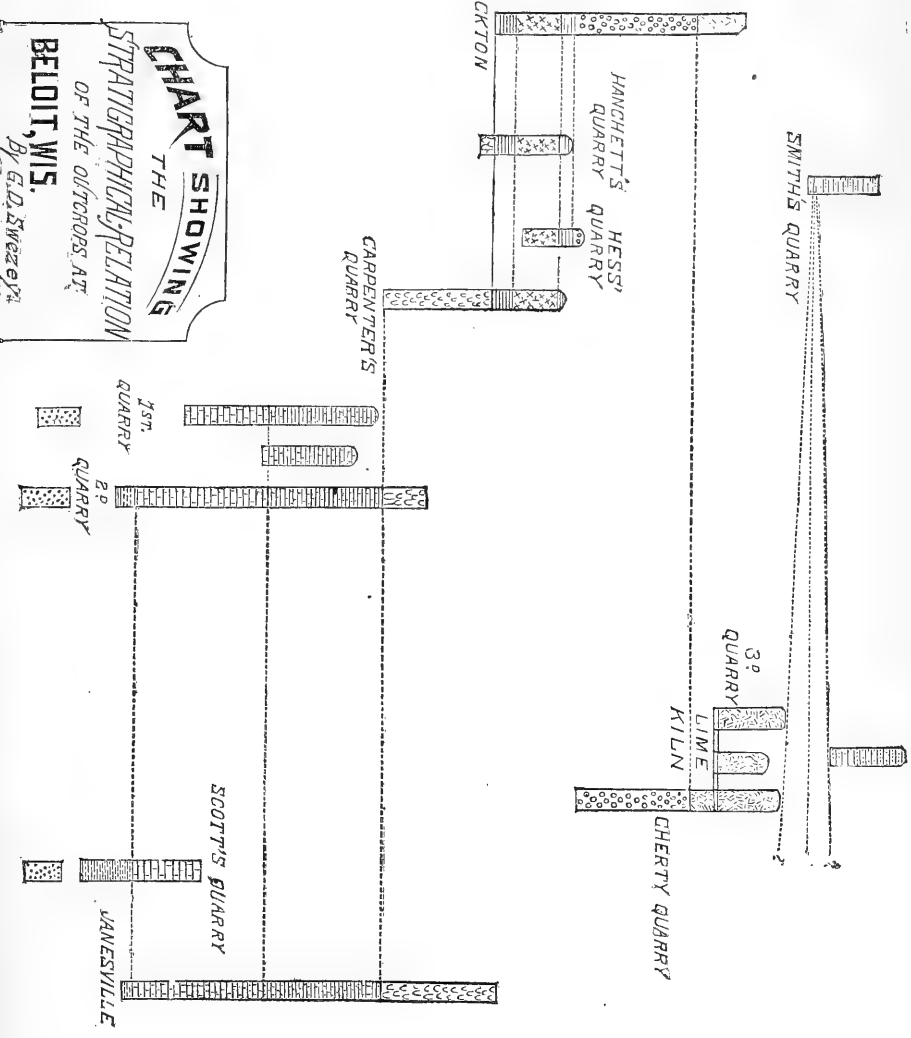 CHART SHOWING
THE
STRATIGRAPHICAL-RELATION
OF THE OUTCROPS AT
BELOIT, WIS.
By G.D. Swezey.
CKTON
HANCHETT'S
QUARRY
HESS'
QUARRY
SMITH'S QUARRY
CARPENTER'S
QUARRY
1ST.
QUARRY
2D
QUARRY
3D
QUARRY
LIME
KILN
CHERTY QUARRY
SCOTT'S QUARRY
JANESVILLE